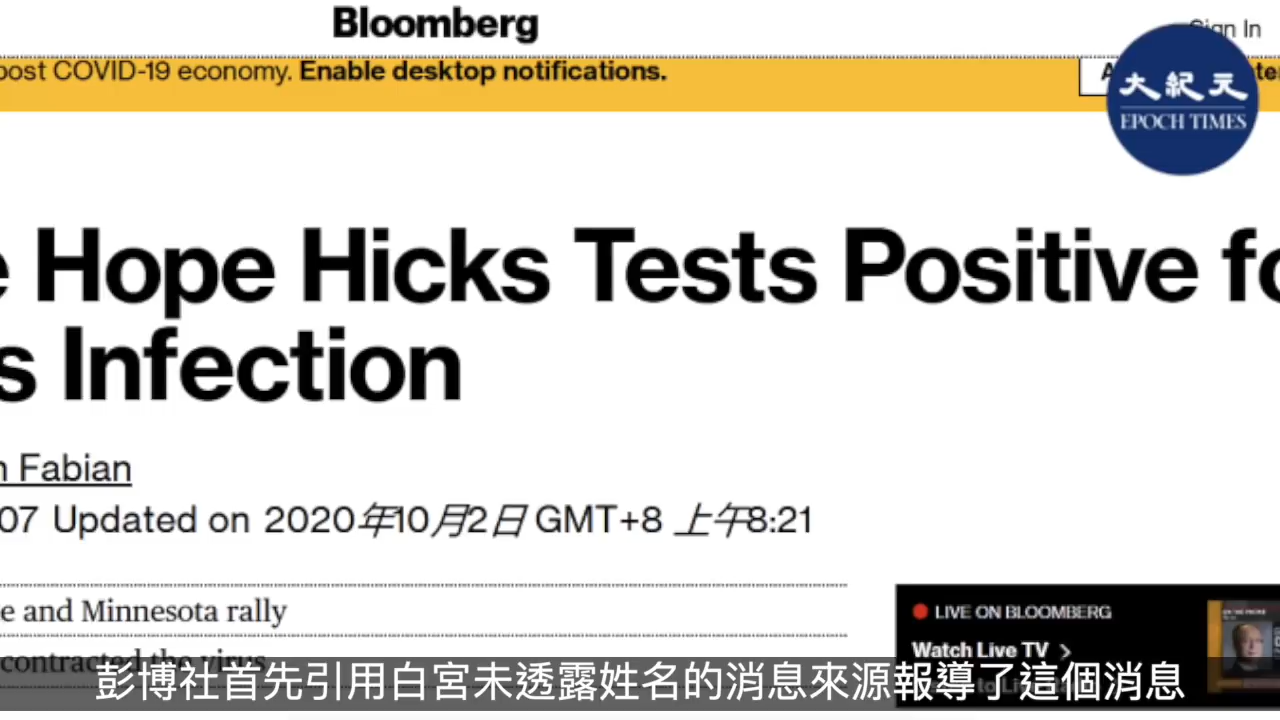 Bloomberg
Sign In
post COVID-19 economy. Enable desktop notifications.
大紀元
EPOCH TIMES
Hope Hicks Tests Positive
Infection
Fabian
07 Updated on 2020年10月2日 GMT+8 上午8:21
and Minnesota rally
LIVE ON BLOOMBERG
contracted the virus
Watch Live TV >
彭博社首先引用白宮未透露姓名的消息來源報導了這個消息